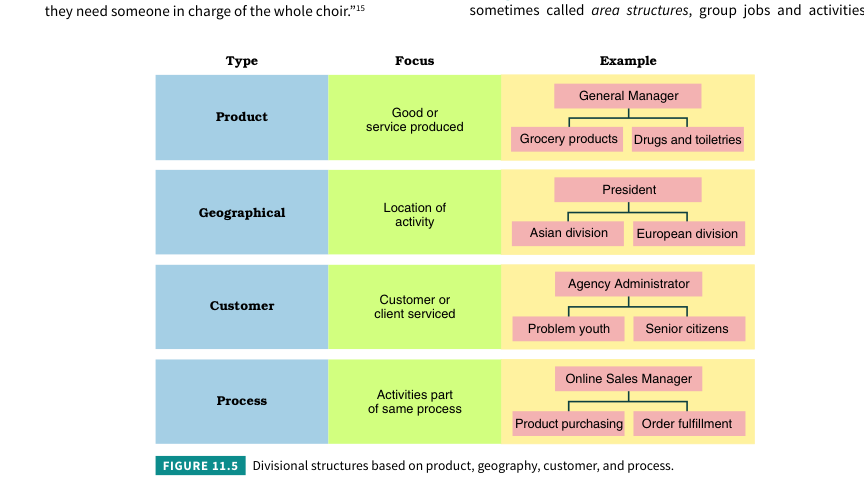 they need someone in charge of the whole choir.”15
sometimes called area structures, group jobs and activities
Type Focus Example
Product
Good or
service produced
General Manager
Grocery products Drugs and toiletries
Geographical
Location of
activity
President
Asian division European division
Customer
Customer or
client serviced
Agency Administrator
Problem youth Senior citizens
Process
Activities part
of same process
Online Sales Manager
Product purchasing Order fulfillment
FIGURE 11.5 Divisional structures based on product, geography, customer, and process.